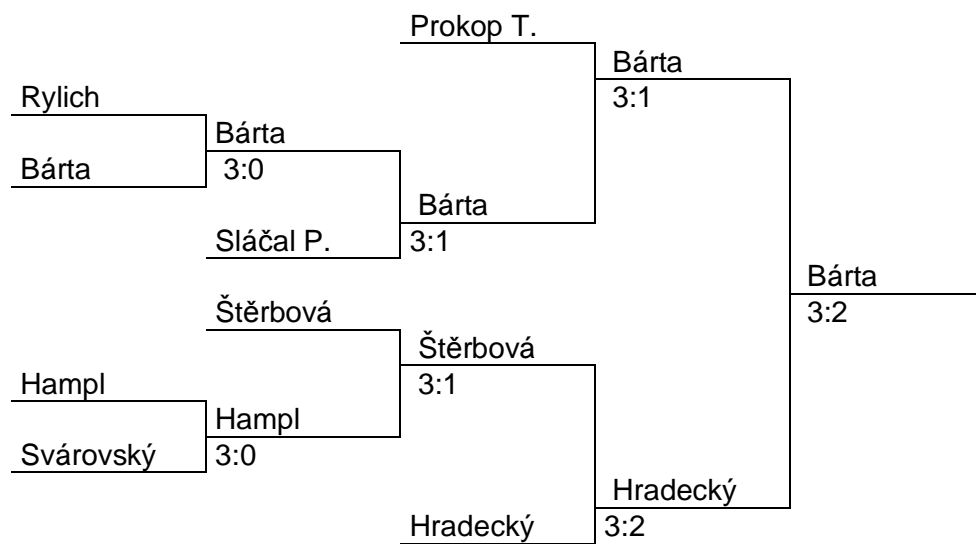 Prokop T.
Bárta
3:1
Rylich
Bárta
3:0
Bárta
Bárta
3:1
Sláčal P.
Bárta
3:2
Štěrbová
Štěrbová
3:1
Hampl
Hampl
3:0
Svárovský
Hradecký
3:2
Hradecký